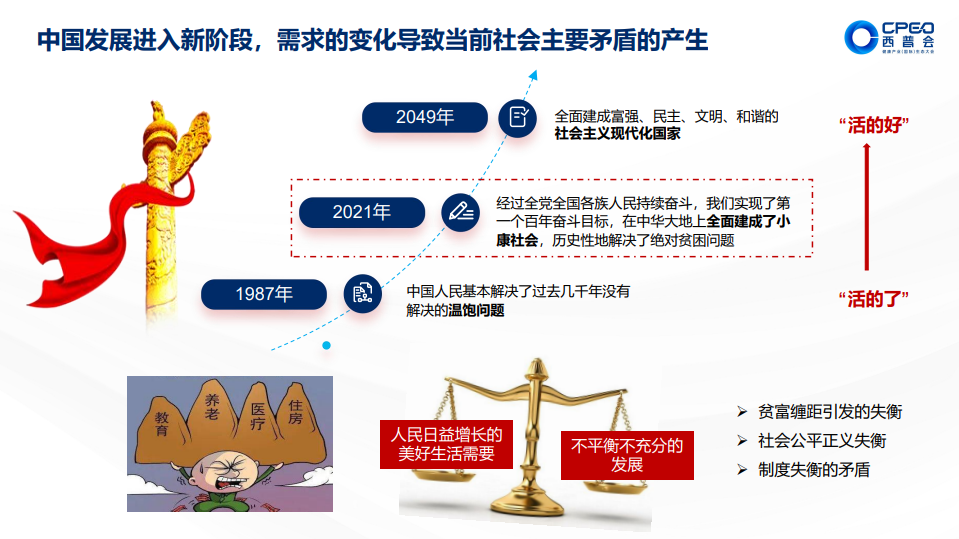 中国发展进入新阶段，需求的变化导致当前社会主要矛盾的产生
CPEO
西普会
健康产业(国际)生态大会
2049年
全面建成富强、民主、文明、和谐的
社会主义现代化国家
“活的好”
2021年
经过全党全国各族人民持续奋斗，我们实现了第
一个百年奋斗目标，在中华大地上全面建成了小
康社会，历史性地解决了绝对贫困问题
1987年
中国人民基本解决了过去几千年没有
解决的温饱问题
“活的了”
教育
养老
医疗
住房
人民日益增长的
美好生活需要
不平衡不充分的
发展
贫富缠距引发的失衡
社会公平正义失衡
制度失衡的矛盾